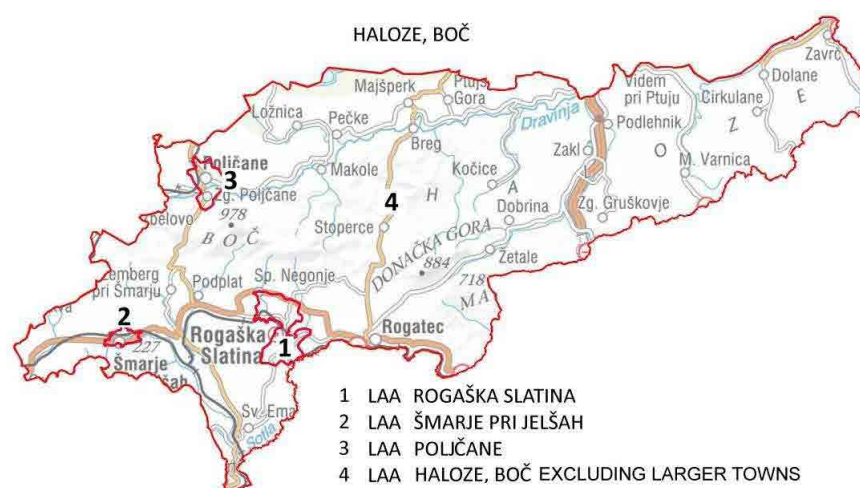 HALOZE, BOČ
Zavrč
Dolane
Cirkulane
Videm
pri Ptuju
Podlehnik
Majšperk
Ptujs
Gora
Ložnica
Pečke
Breg
Dravinja
Zakl
M. Varnica
Poličane
3
Zg. Poljčane
Makole
Kočice
H
A
L
O
Z
E
4
Dobrina
Zg. Gruškovje
978
BOČ
Stoperce
DONAČKA GORA
884
Žetale
718
MA
Podplat
Sp. Negonje
pri Šmarju
2
227
Šmarje
Rogaška
Slatina
1
Rogatec
Sv. Ema
Sotla
1 LAA ROGAŠKA SLATINA
2 LAA ŠMARJE PRI JELŠAH
3 LAA POLJČANE
4 LAA HALOZE, BOČ EXCLUDING LARGER TOWNS